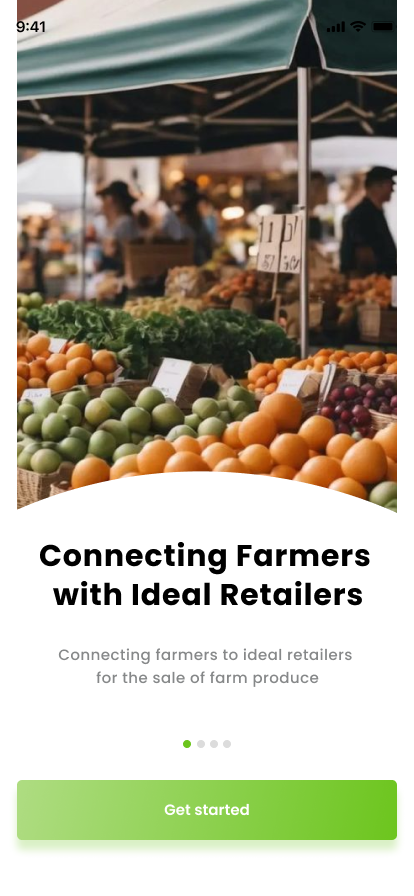 9:41
Connecting Farmers
with Ideal Retailers
Connecting farmers to ideal retailers
for the sale of farm produce
Get started